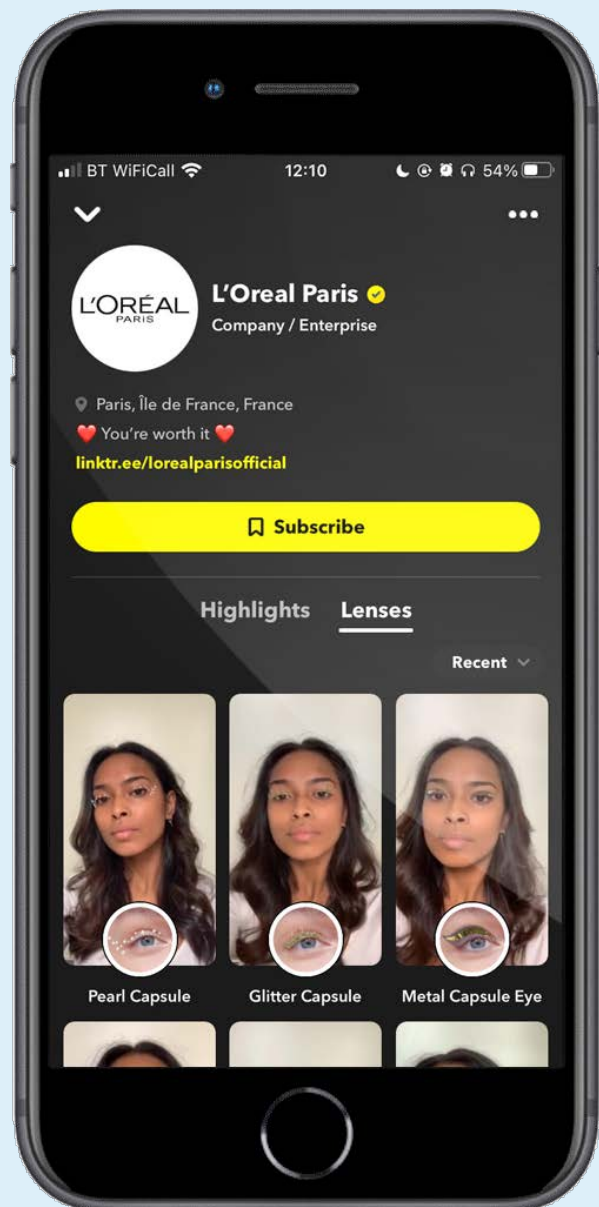 BT WiFiCall 12:10 54%
L'ORÉAL
PARIS
L'Oreal Paris
Company / Enterprise
Paris, Île de France, France
❤️ You're worth it ❤️
linktr.ee/lorealparisofficial
Subscribe
Highlights Lenses
Recent
Pearl Capsule Glitter Capsule Metal Capsule Eye